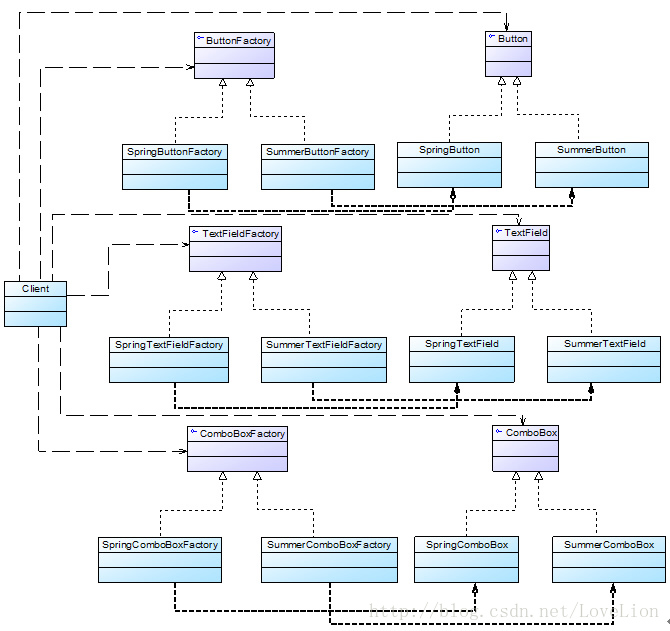 ButtonFactory
Button
SpringButtonFactory
SummerButtonFactory
SpringButton
SummerButton
TextFieldFactory
TextField
Client
SpringTextFieldFactory
SummerTextFieldFactory
SpringTextField
SummerTextField
ComboBoxFactory
ComboBox
SpringComboBoxFactory
SummerComboBoxFactory
SpringComboBox
SummerComboBox
http://blog.csdn.net/LoveLion